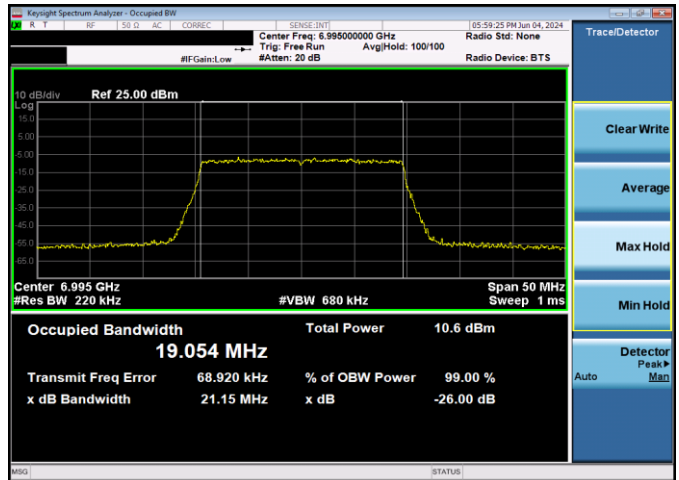 Keysight Spectrum Analyzer - Occupied BW
LXI R T RF 50 Ω AC CORREC SENSE:INT 05:59:25 PM Jun 04, 2024
Center Freq: 6.995000000 GHz Radio Std: None
Trig: Free Run Avg|Hold: 100/100
#IFGain:Low #Atten: 20 dB Radio Device: BTS
Trace/Detector
10 dB/div Ref 25.00 dBm
Log
15.0
5.00
-5.00
-15.0
-25.0
-35.0
-45.0
-55.0
-65.0
Center 6.995 GHz Span 50 MHz
#Res BW 220 kHz #VBW 680 kHz Sweep 1 ms
Occupied Bandwidth Total Power 10.6 dBm
19.054 MHz
Transmit Freq Error 68.920 kHz % of OBW Power 99.00 %
x dB Bandwidth 21.15 MHz x dB -26.00 dB
Clear Write
Average
Max Hold
Min Hold
Detector
Peak▶
Auto Man
MSG STATUS